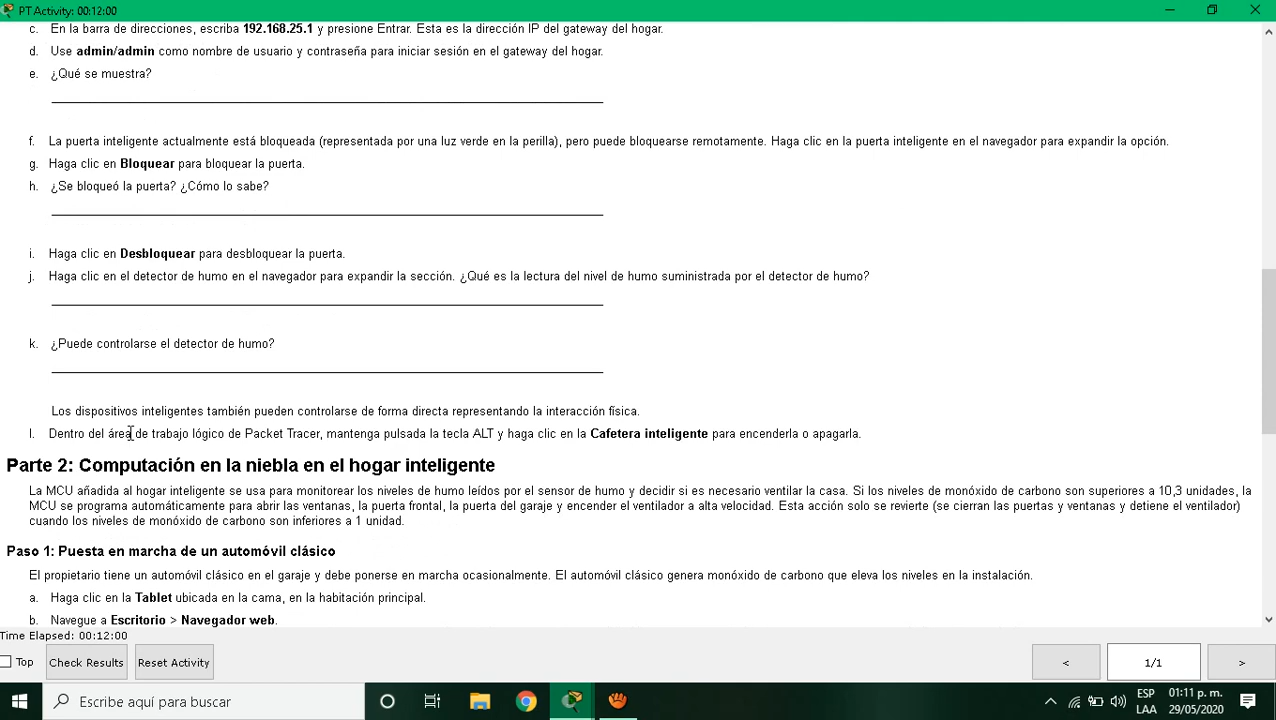 PT Activity: 00:12:00
c. En la barra de direcciones, escriba 192.168.25.1 y presione Entrar. Esta es la dirección IP del gateway del hogar.
d. Use admin/admin como nombre de usuario y contraseña para iniciar sesión en el gateway del hogar.
e. ¿Qué se muestra?
f. La puerta inteligente actualmente está bloqueada (representada por una luz verde en la perilla), pero puede bloquearse remotamente. Haga clic en la puerta inteligente en el navegador para expandir la opción.
g. Haga clic en Bloquear para bloquear la puerta.
h. ¿Se bloqueó la puerta? ¿Cómo lo sabe?
i. Haga clic en Desbloquear para desbloquear la puerta.
j. Haga clic en el detector de humo en el navegador para expandir la sección. ¿Qué es la lectura del nivel de humo suministrada por el detector de humo?
k. ¿Puede controlarse el detector de humo?
Los dispositivos inteligentes también pueden controlarse de forma directa representando la interacción física.
l. Dentro del área de trabajo lógico de Packet Tracer, mantenga pulsada la tecla ALT y haga clic en la Cafetera inteligente para encenderla o apagarla.
Parte 2: Computación en la niebla en el hogar inteligente
La MCU añadida al hogar inteligente se usa para monitorear los niveles de humo leídos por el sensor de humo y decidir si es necesario ventilar la casa. Si los niveles de monóxido de carbono son superiores a 10,3 unidades, la
MCU se programa automáticamente para abrir las ventanas, la puerta frontal, la puerta del garaje y encender el ventilador a alta velocidad. Esta acción solo se revierte (se cierran las puertas y ventanas y detiene el ventilador)
cuando los niveles de monóxido de carbono son inferiores a 1 unidad.
Paso 1: Puesta en marcha de un automóvil clásico
El propietario tiene un automóvil clásico en el garaje y debe ponerse en marcha ocasionalmente. El automóvil clásico genera monóxido de carbono que eleva los niveles en la instalación.
a. Haga clic en la Tablet ubicada en la cama, en la habitación principal.
b. Navegue a Escritorio > Navegador web.
Time Elapsed: 00:12:00
Top
Check Results
Reset Activity
<
1/1
>
Escribe aquí para buscar
ESP
LAA
01:11 p. m.
29/05/2020